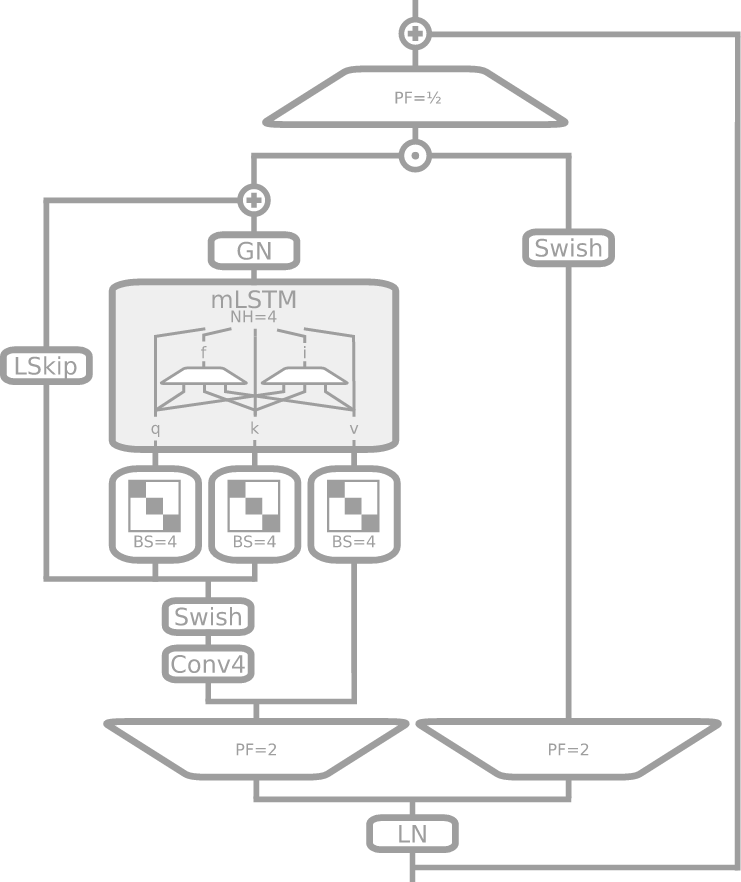 PF=½
GN
Swish
mLSTM
NH=4
f
i
LSkip
q
k
v
BS=4
BS=4
BS=4
Swish
Conv4
PF=2
PF=2
LN